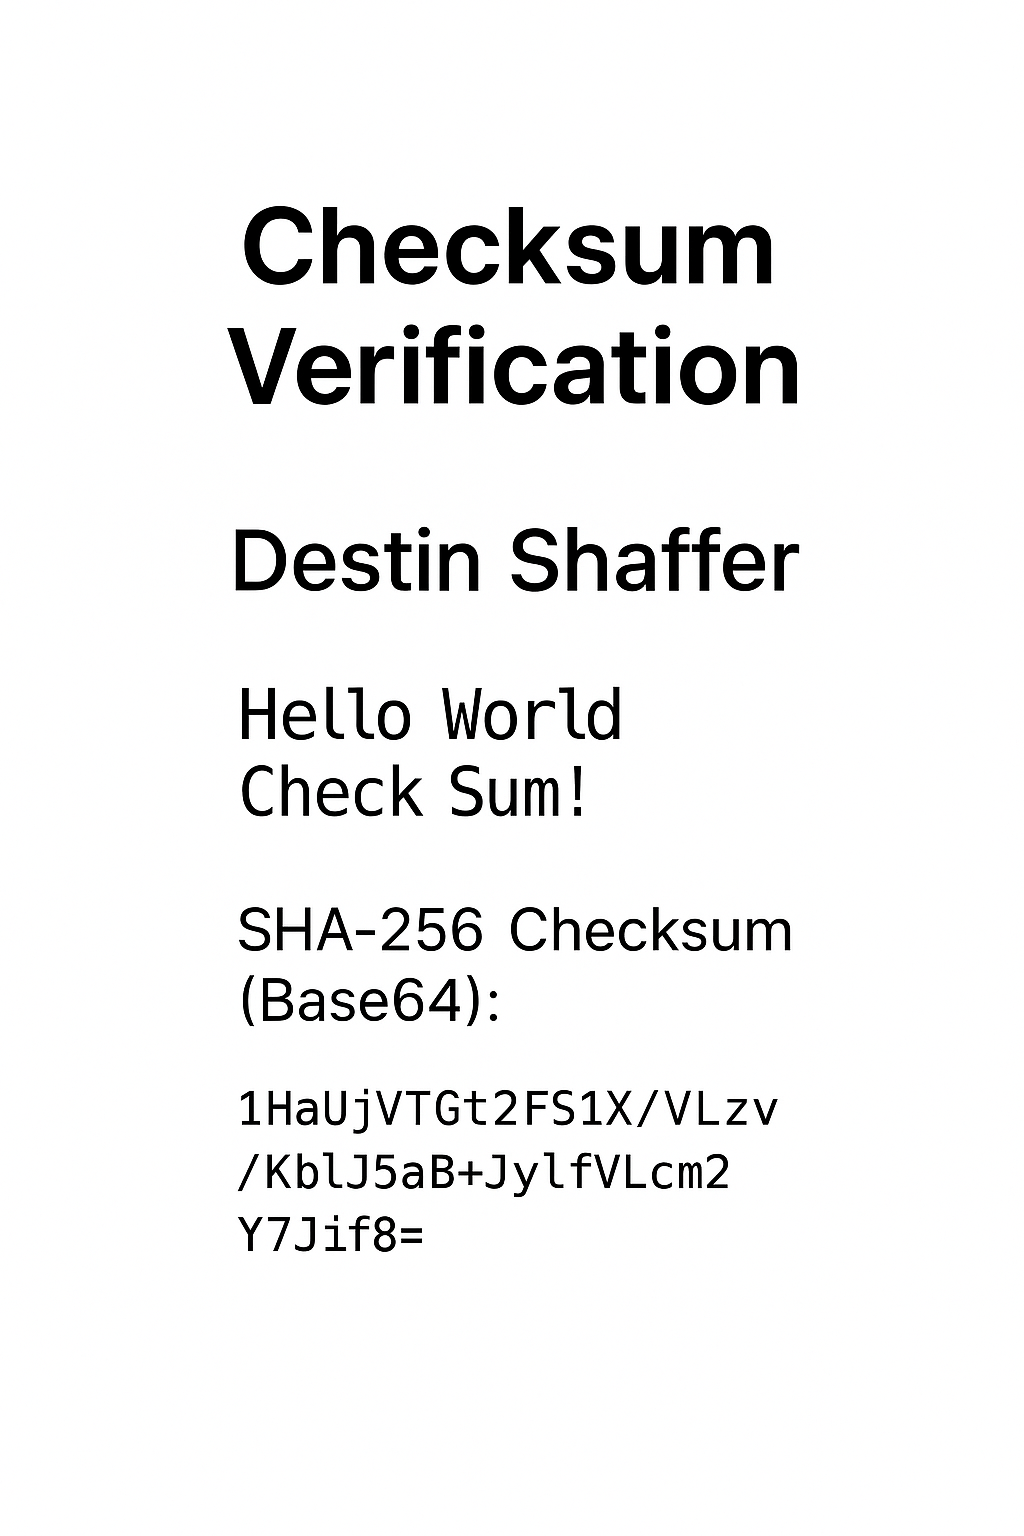 Checksum
Verification
Destin Shaffer
Hello World
Check Sum!
SHA-256 Checksum
(Base64):
1HaUjVTGt2FS1X/VLzv
/KblJ5aB+JylfVLcm2
Y7Jif8=